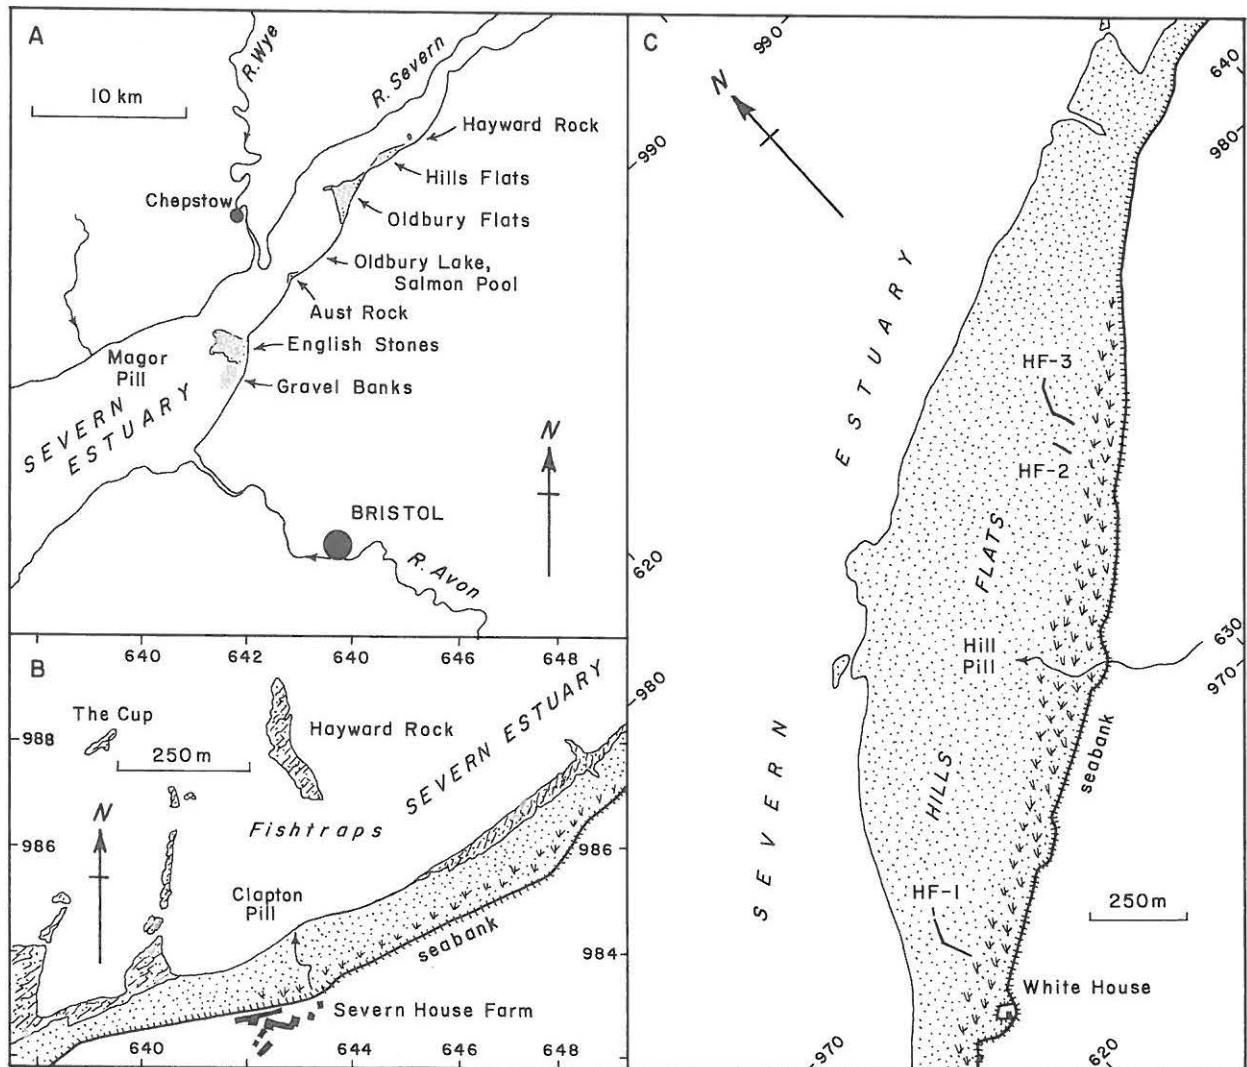 A
R. Wye
R. Severn
10 km
Hayward Rock
Hills Flats
Chepstow
Oldbury Flats
Oldbury Lake,
Salmon Pool
Aust Rock
Magor
Pill
English Stones
Gravel Banks
SEVERN
ESTUARY
N
BRISTOL
R. Avon
640
642
640
646
648
B
The Cup
250m
Hayward Rock
SEVERN ESTUARY
980
988
N
Fishtraps
986
986
Clapton
Pill
seabank
984
Severn House Farm
640
644
646
648
C
990
640
N
980
990
ESTUARY
HF-3
HF-2
FLATS
620
Hill
Pill
630
970
SEVERN
HILLS
seabank
HF-1
250m
White House
970
620